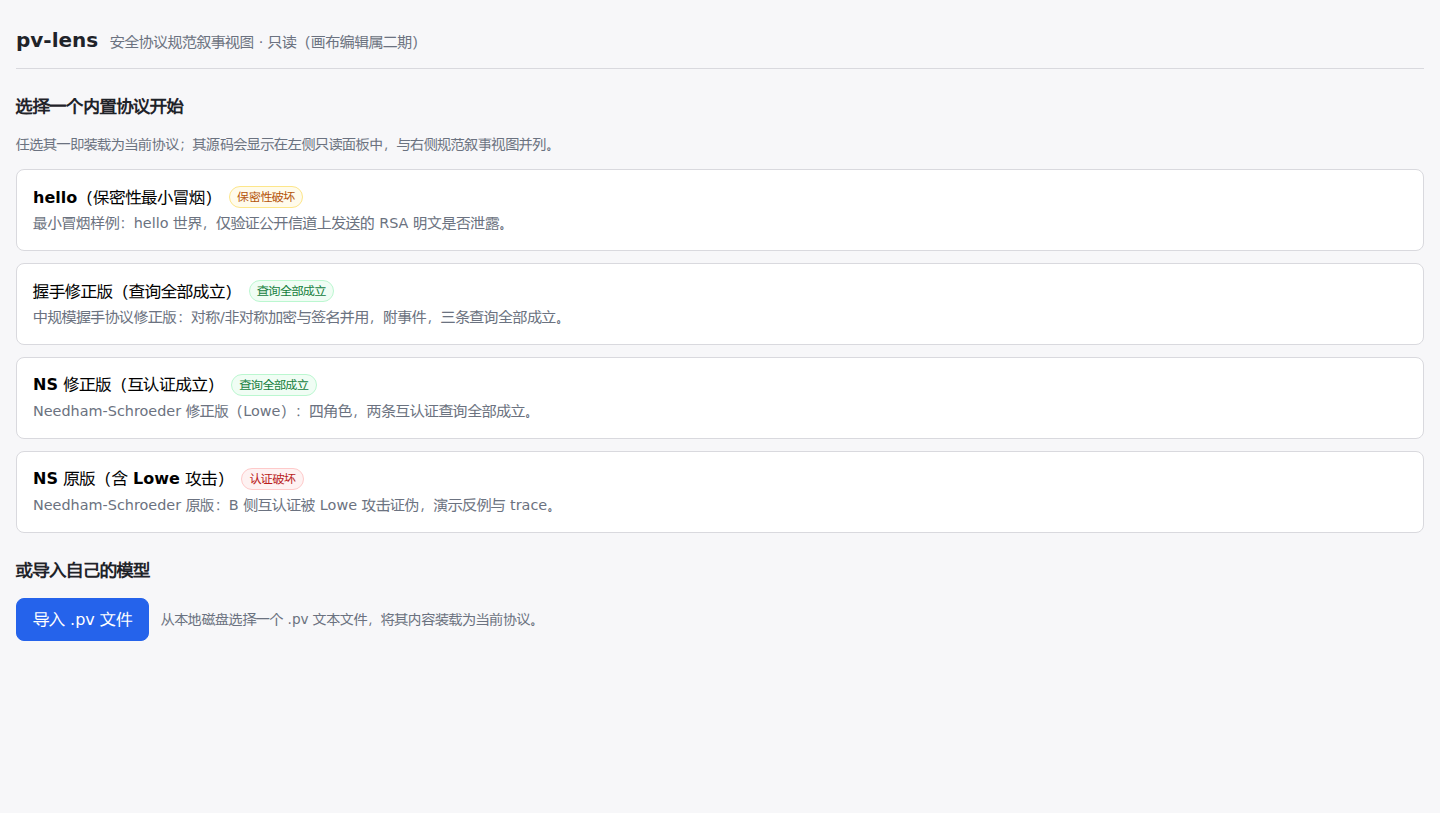 pv-lens 安全协议规范叙事视图 · 只读（画布编辑属二期）
选择一个内置协议开始
任选其一即装载为当前协议；其源码会显示在左侧只读面板中，与右侧规范叙事视图并列。
hello（保密性最小冒烟） 保密性破坏
最小冒烟样例：hello 世界，仅验证公开信道上发送的 RSA 明文是否泄露。
握手修正版（查询全部成立） 查询全部成立
中规模握手协议修正版：对称/非对称加密与签名并用，附事件，三条查询全部成立。
NS 修正版（互认证成立） 查询全部成立
Needham-Schroeder 修正版（Lowe）：四角色，两条互认证查询全部成立。
NS 原版（含 Lowe 攻击） 认证破坏
Needham-Schroeder 原版：B 侧互认证被 Lowe 攻击证伪，演示反例与 trace。
或导入自己的模型
导入 .pv 文件 从本地磁盘选择一个 .pv 文本文件，将其内容装载为当前协议。